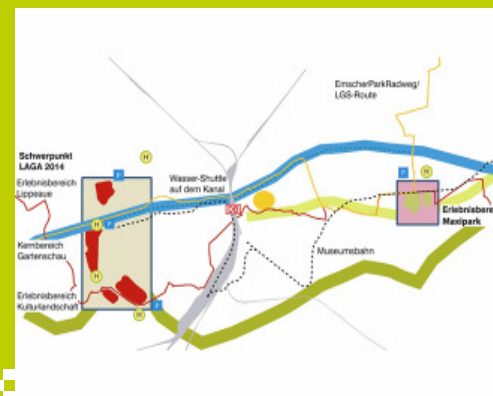 EmscherParkRadweg/
LGS-Route
Schwerpunkt
LAGA 2014
H
P
Wasser-Shuttle
auf dem Kanal
Erlebnisbereich
Lippeaue
P
H
H
P
Kernbereich
Gartenschau
Erlebnisbere
Maxipark
Museumsbahn
H
Erlebnisbereich
Kulturlandschaft
P
H